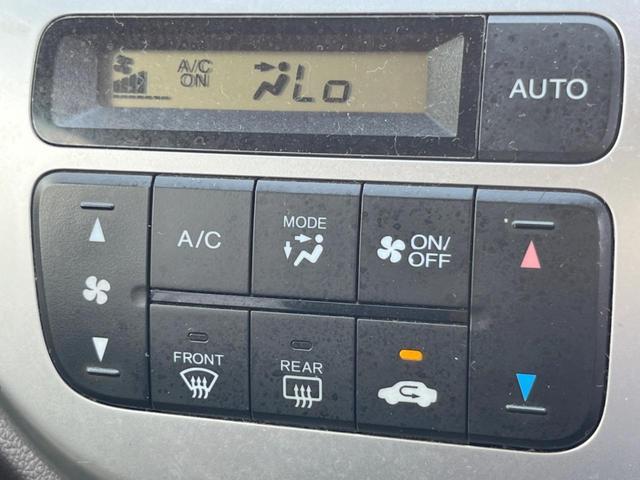 A/C
ON
Lo
AUTO
A/C
MODE
ON/
OFF
FRONT
REAR